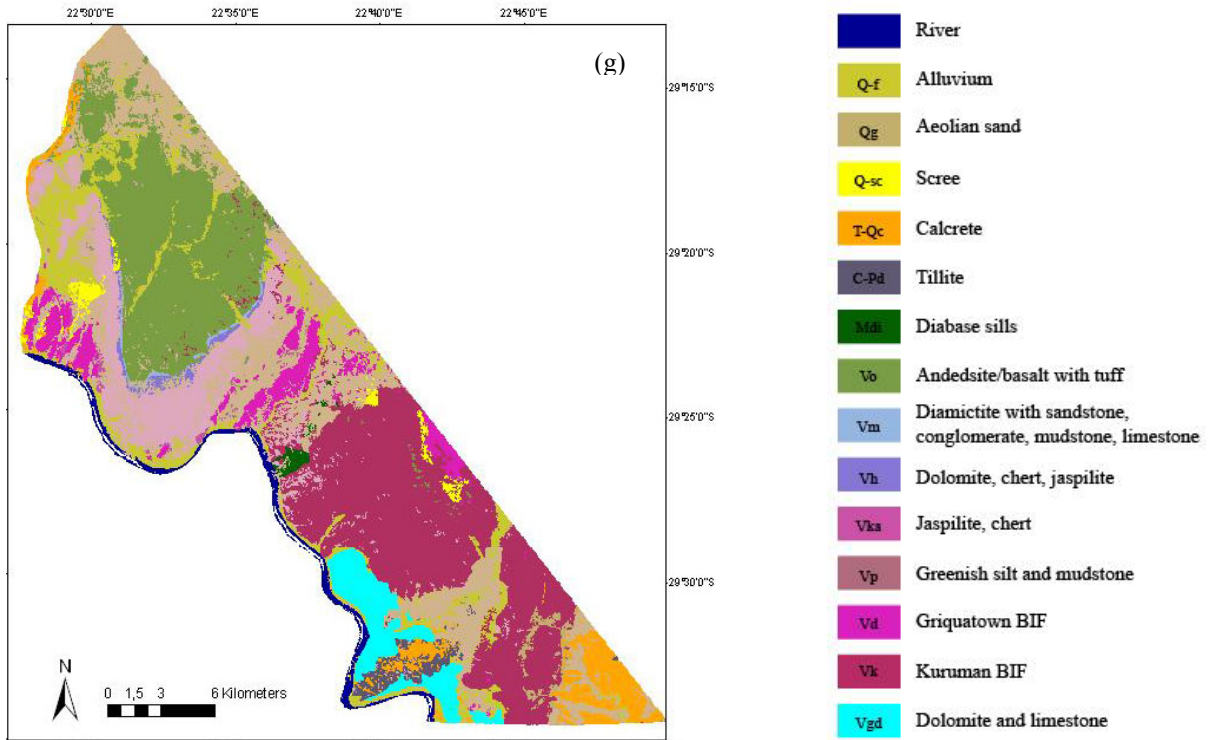 22°30'0"E 22°35'0"E 22°40'0"E 22°45'0"E
(g)
29°15'0"S
29°20'0"S
29°25'0"S
29°30'0"S
N
0 1,5 3 6 Kilometers
River
Q-f Alluvium
Qg Aeolian sand
Q-sc Scree
T-Qc Calcrete
C-Pd Tillite
Mdi Diabase sills
Vo Andedsite/basalt with tuff
Vm Diamictite with sandstone,
conglomerate, mudstone, limestone
Vh Dolomite, chert, jaspilite
Vka Jaspilite, chert
Vp Greenish silt and mudstone
Vd Griquatown BIF
Vk Kuruman BIF
Vgd Dolomite and limestone